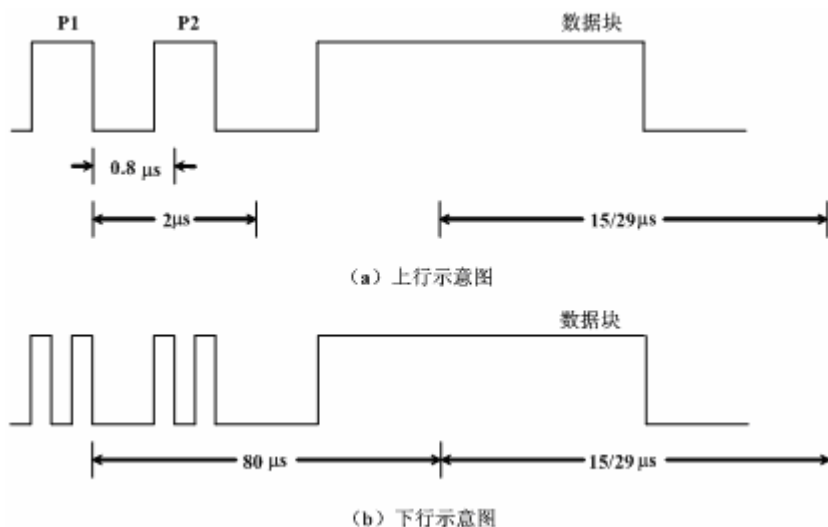 P1 P2 数据块
0.8 μs
2μs 15/29μs
（a）上行示意图
数据块
80 μs 15/29 μs
（b）下行示意图